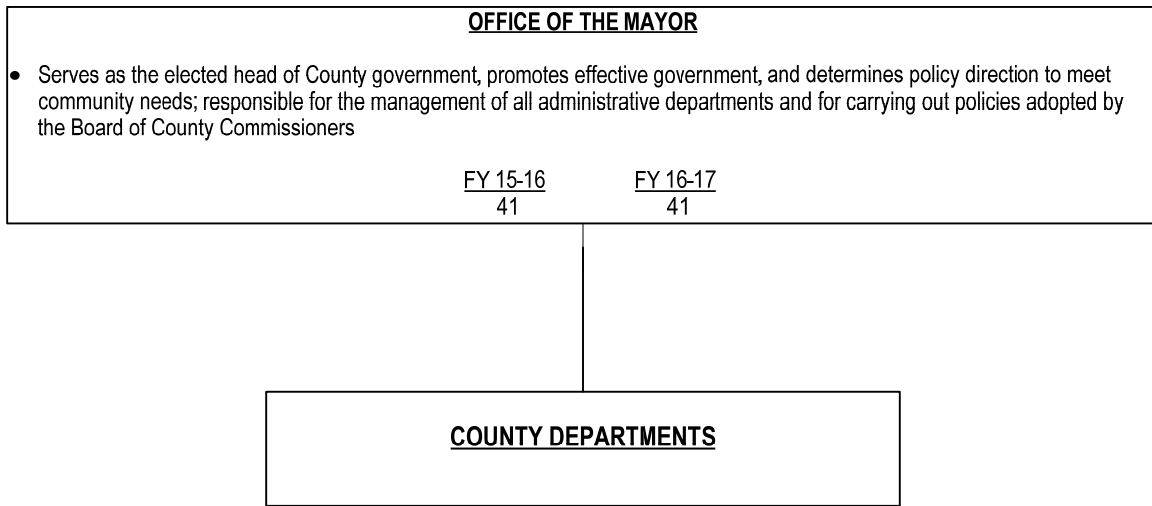 OFFICE OF THE MAYOR
• Serves as the elected head of County government, promotes effective government, and determines policy direction to meet
community needs; responsible for the management of all administrative departments and for carrying out policies adopted by
the Board of County Commissioners
FY 15-16 FY 16-17
41 41
COUNTY DEPARTMENTS